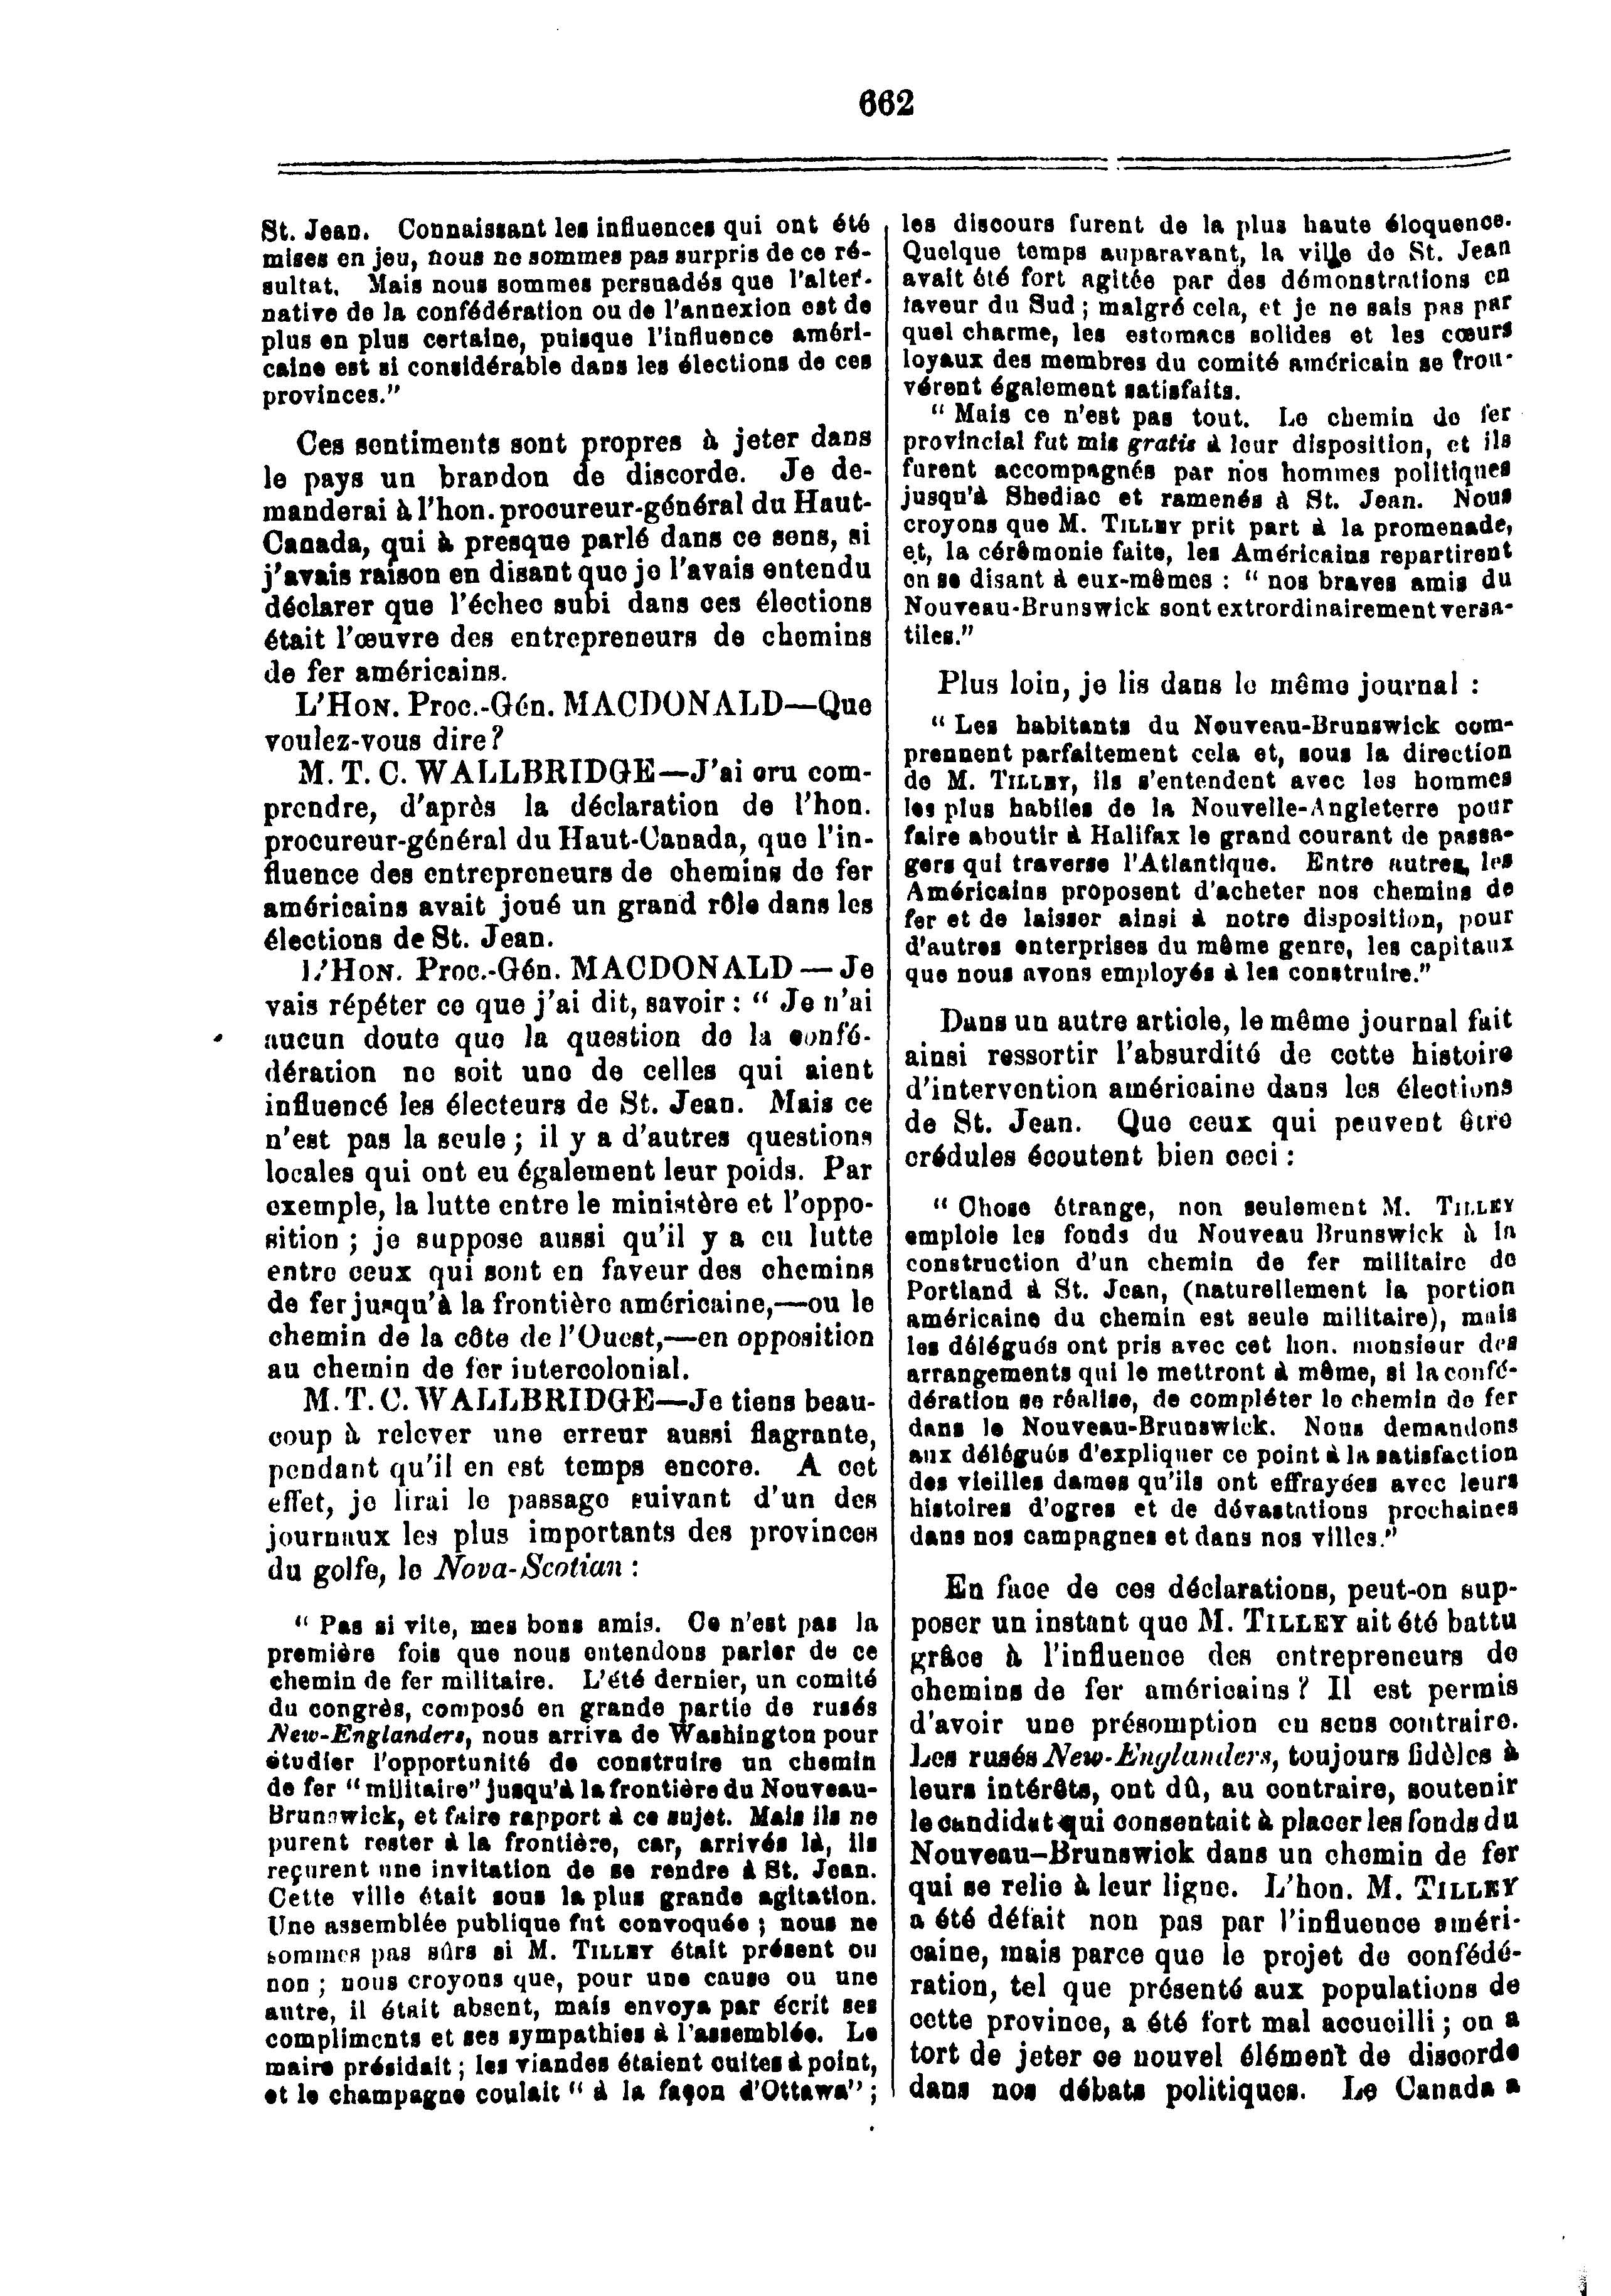 662
St. Jean. Connaissant les influences qui ont été
mises en jeu, nous ne sommes pas surpris de ce ré-
sultat. Mais nous sommes persuadés que l'alter-
native de la confédération ou de l'annexion est de
plus en plus certaine, puisque l'influence améri-
caine est si considérable dans les élections de ces
provinces."
Ces sentiments sont propres à jeter dans
le pays un brandon de discorde. Je de-
manderai à l'hon. procureur-général du Haut-
Canada, qui à presque parlé dans ce sens, si
j'avais raison en disant que je l'avais entendu
déclarer que l'échec subi dans ces élections
était l'œuvre des entrepreneurs de chemins
de fer américains.
L'HON. Proc.-Gén. MACDONALD—Que
voulez-vous dire?
M. T. C. WALLBRIDGE—J'ai cru com-
prendre, d'après la déclaration de l'hon.
procureur-général du Haut-Canada, que l'in-
fluence des entrepreneurs de chemins de fer
américains avait joué un grand rôle dans les
élections de St. Jean.
L'HON. Proc.-Gén. MACDONALD—Je
vais répéter ce que j'ai dit, savoir : " Je n'ai
aucun doute que la question de la confé-
dération ne soit une de celles qui aient
influencé les électeurs de St. Jean. Mais ce
n'est pas la seule ; il y a d'autres questions
locales qui ont eu également leur poids. Par
exemple, la lutte entre le ministère et l'oppo-
sition ; je suppose aussi qu'il y a eu lutte
entre ceux qui sont en faveur des chemins
de fer jusqu'à la frontière américaine,—ou le
chemin de la côte de l'Ouest,—en opposition
au chemin de fer intercolonial.
M. T. C. WALLBRIDGE—Je tiens beau-
coup à relever une erreur aussi flagrante,
pendant qu'il en est temps encore. A cet
effet, je lirai le passage suivant d'un des
journaux les plus importants des provinces
du golfe, le Nova-Scotian :
" Pas si vite, mes bons amis. Ce n'est pas la
première fois que nous entendons parler de ce
chemin de fer militaire. L'été dernier, un comité
du congrès, composé en grande partie de rusés
New-Englanders, nous arriva de Washington pour
étudier l'opportunité de construire un chemin
de fer "militaire" jusqu'à la frontière du Nouveau-
Brunswick, et faire rapport à ce sujet. Mais ils ne
purent rester à la frontière, car, arrivés là, ils
reçurent une invitation de se rendre à St. Jean.
Cette ville était sous la plus grande agitation.
Une assemblée publique fut convoquée ; nous ne
sommes pas sûrs si M. TILLEY était présent ou
non ; nous croyons que, pour une cause ou une
autre, il était absent, mais envoya par écrit ses
compliments et ses sympathies à l'assemblée. Le
maire présidait ; les viandes étaient cuites à point,
et le champagne coulait " à la façon d'Ottawa" ;
les discours furent de la plus haute éloquence.
Quelque temps auparavant, la ville de St. Jean
avait été fort agitée par des démonstrations en
faveur du Sud ; malgré cela, et je ne sais pas par
quel charme, les estomacs solides et les cœurs
loyaux des membres du comité américain se trou-
vérent également satisfaits.
" Mais ce n'est pas tout. Le chemin de fer
provincial fut mis gratis à leur disposition, et ils
furent accompagnés par nos hommes politiques
jusqu'à Shediac et ramenés à St. Jean. Nous
croyons que M. TILLEY prit part à la promenade,
et, la cérémonie faite, les Américains repartirent
en se disant à eux-mêmes : " nos braves amis du
Nouveau-Brunswick sont extrordinairement versa-
tiles."
Plus loin, je lis dans le même journal :
" Les habitants du Nouveau-Brunswick com-
prennent parfaitement cela et, sous la direction
de M. TILLEY, ils s'entendent avec les hommes
les plus habiles de la Nouvelle-Angleterre pour
faire aboutir à Halifax le grand courant de passa-
gers qui traverse l'Atlantique. Entre autres, les
Américains proposent d'acheter nos chemins de
fer et de laisser ainsi à notre disposition, pour
d'autres enterprises du même genre, les capitaux
que nous avons employés à les construire."
Dans un autre article, le même journal fait
ainsi ressortir l'absurdité de cette histoire
d'intervention américaine dans les élections
de St. Jean. Que ceux qui peuvent être
crédules écoutent bien ceci :
" Chose étrange, non seulement M. TILLEY
emploie les fonds du Nouveau Brunswick à la
construction d'un chemin de fer militaire de
Portland à St. Jean, (naturellement la portion
américaine du chemin est seule militaire), mais
les délégués ont pris avec cet hon. monsieur des
arrangements qui le mettront à même, si la confé-
dération se réalise, de compléter le chemin de fer
dans le Nouveau-Brunswick. Nous demandons
aux délégués d'expliquer ce point à la satisfaction
des vieilles dames qu'ils ont effrayées avec leurs
histoires d'ogres et de dévastations prochaines
dans nos campagnes et dans nos villes."
En face de ces déclarations, peut-on sup-
poser un instant que M. TILLEY ait été battu
grâce à l'influence des entrepreneurs de
chemins de fer américains? Il est permis
d'avoir une présomption en sens contraire.
Les rusés New-Englanders, toujours fidèles à
leurs intérêts, ont dû, au contraire, soutenir
le candidat qui consentait à placer les fonds du
Nouveau-Brunswick dans un chemin de fer
qui se relie à leur ligne. L'hon. M. TILLEY
a été défait non pas par l'influence améri-
caine, mais parce que le projet de confédé-
ration, tel que présenté aux populations de
cette province, a été fort mal accueilli ; on a
tort de jeter ce nouvel élément de discorde
dans nos débats politiques. Le Canada a